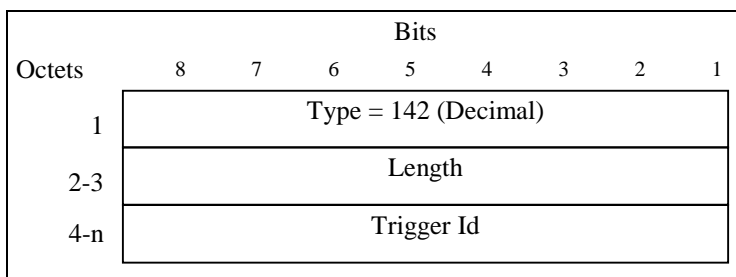 Bits
Octets 8 7 6 5 4 3 2 1
1 Type = 142 (Decimal)
2-3 Length
4-n Trigger Id